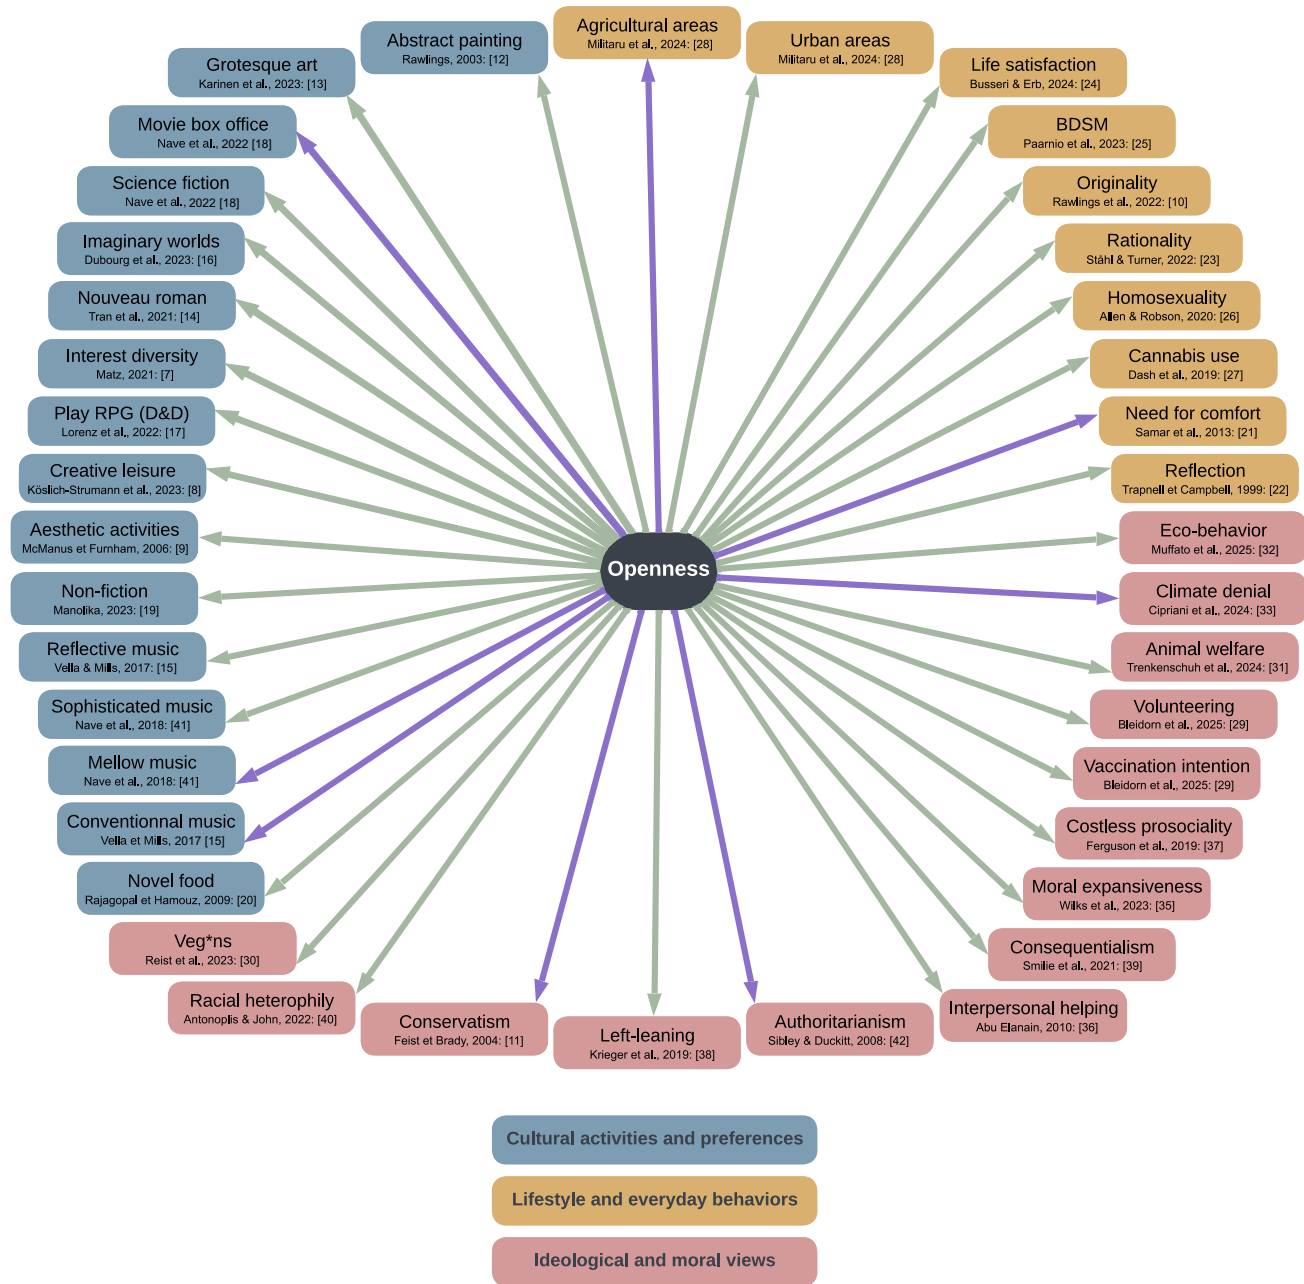 Agricultural areas
Militaru et al., 2024: [28]
Urban areas
Militaru et al., 2024: [28]
Abstract painting
Rawlings, 2003: [12]
Life satisfaction
Busseri & Erb, 2024: [24]
Grotesque art
Karinen et al., 2023: [13]
BDSM
Paarnio et al., 2023: [25]
Movie box office
Nave et al., 2022 [18]
Originality
Rawlings et al., 2022: [10]
Science fiction
Nave et al., 2022 [18]
Rationality
Ståhl & Turner, 2022: [23]
Imaginary worlds
Dubourg et al., 2023: [16]
Homosexuality
Allen & Robson, 2020: [26]
Nouveau roman
Tran et al., 2021: [14]
Cannabis use
Dash et al., 2019: [27]
Interest diversity
Matz, 2021: [7]
Need for comfort
Samar et al., 2013: [21]
Play RPG (D&D)
Lorenz et al., 2022: [17]
Reflection
Trapnell et Campbell, 1999: [22]
Creative leisure
Köslich-Strumann et al., 2023: [8]
Eco-behavior
Muffato et al., 2025: [32]
Aesthetic activities
McManus et Furnham, 2006: [9]
Openness
Climate denial
Cipriani et al., 2024: [33]
Non-fiction
Manolika, 2023: [19]
Animal welfare
Trenkenschuh et al., 2024: [31]
Reflective music
Vella & Mills, 2017: [15]
Volunteering
Bleidorn et al., 2025: [29]
Sophisticated music
Nave et al., 2018: [41]
Vaccination intention
Bleidorn et al., 2025: [29]
Mellow music
Nave et al., 2018: [41]
Costless prosociality
Ferguson et al., 2019: [37]
Conventionnal music
Vella et Mills, 2017 [15]
Moral expansiveness
Wilks et al., 2023: [35]
Novel food
Rajagopal et Hamouz, 2009: [20]
Consequentialism
Smilie et al., 2021: [39]
Veg*ns
Reist et al., 2023: [30]
Interpersonal helping
Abu Elanain, 2010: [36]
Racial heterophily
Antonoplis & John, 2022: [40]
Conservatism
Feist et Brady, 2004: [11]
Left-leaning
Krieger et al., 2019: [38]
Authoritarianism
Sibley & Duckitt, 2008: [42]
Cultural activities and preferences
Lifestyle and everyday behaviors
Ideological and moral views